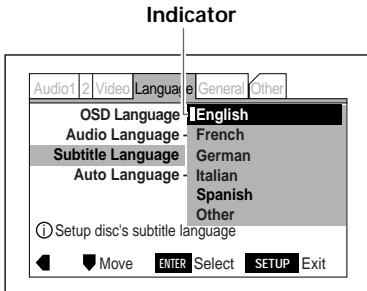 Indicator
Audio1 2 Video Language General Other
OSD Language - English
Audio Language - French
Subtitle Language German
Auto Language - Italian
Spanish
Other
ⓘ Setup disc's subtitle language
Move ENTER Select SETUP Exit